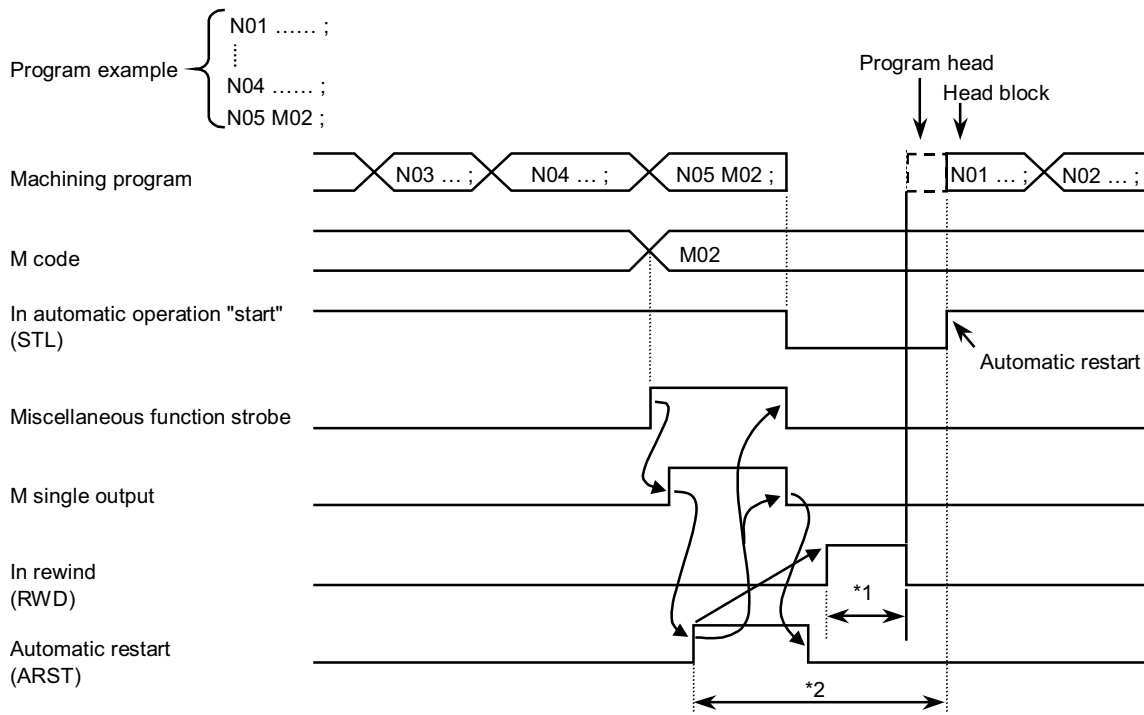 Program example
N01 …… ;
N04 …… ;
N05 M02 ;
Program head
Head block
Machining program
N03 … ;
N04 … ;
N05 M02 ;
N01 … ;
N02 … ;
M code
M02
In automatic operation "start"
(STL)
Automatic restart
Miscellaneous function strobe
M single output
In rewind
(RWD)
*1
Automatic restart
(ARST)
*2